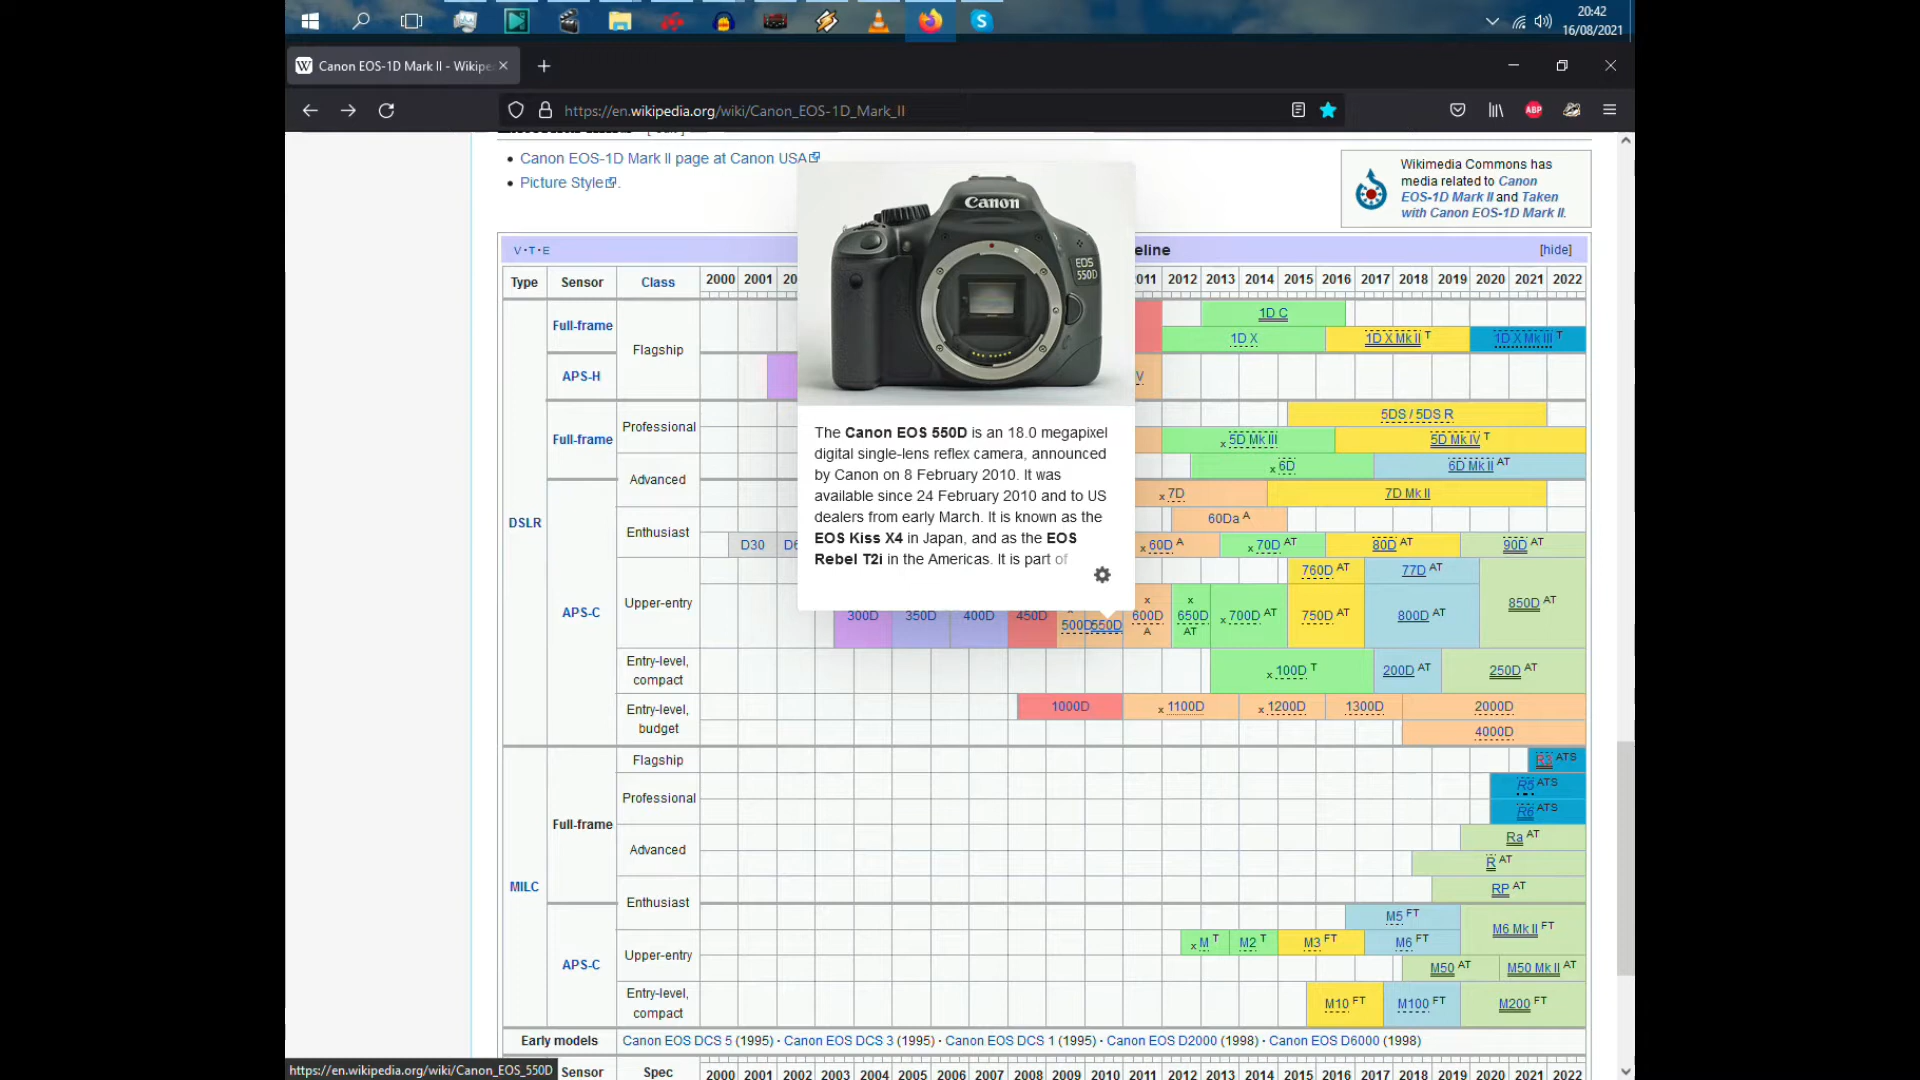 20:42
16/08/2021
Canon EOS-1D Mark II - Wikipe
https://en.wikipedia.org/wiki/Canon_EOS-1D_Mark_II
ABP
Canon EOS-1D Mark II page at Canon USA
Picture Style.
Wikimedia Commons has
media related to Canon
EOS-1D Mark II and Taken
with Canon EOS-1D Mark II.
Canon
EOS
550D
V·T·E
eline
[hide]
Type Sensor Class 2000 2001 20 011 2012 2013 2014 2015 2016 2017 2018 2019 2020 2021 2022
DSLR
Full-frame
Flagship
1D C
1D X
1D X Mk II T
1D X Mk III T
APS-H
V
Full-frame
Professional
5DS / 5DS R
x 5D Mk III
5D Mk IV T
Advanced
x 6D
6D Mk II AT
APS-C
x 7D
7D Mk II
Enthusiast
60Da A
D30
D6
x 60D A
x 70D AT
80D AT
90D AT
Upper-entry
760D AT
77D AT
850D AT
300D
350D
400D
450D
500D
550D
x 600D A
x 650D AT
x 700D AT
750D AT
800D AT
Entry-level,
compact
x 100D T
200D AT
250D AT
Entry-level,
budget
1000D
x 1100D
x 1200D
1300D
2000D
4000D
The Canon EOS 550D is an 18.0 megapixel
digital single-lens reflex camera, announced
by Canon on 8 February 2010. It was
available since 24 February 2010 and to US
dealers from early March. It is known as the
EOS Kiss X4 in Japan, and as the EOS
Rebel T2i in the Americas. It is part of
MILC
Full-frame
Flagship
R3 ATS
Professional
R5 ATS
R6 ATS
Advanced
Ra AT
R AT
Enthusiast
RP AT
APS-C
M5 FT
M6 Mk II FT
Upper-entry
x M T
M2 T
M3 FT
M6 FT
M50 AT
M50 Mk II AT
Entry-level,
compact
M10 FT
M100 FT
M200 FT
Early models
Canon EOS DCS 5 (1995) · Canon EOS DCS 3 (1995) · Canon EOS DCS 1 (1995) · Canon EOS D2000 (1998) · Canon EOS D6000 (1998)
https://en.wikipedia.org/wiki/Canon_EOS_550D
Sensor Spec 2000 2001 2002 2003 2004 2005 2006 2007 2008 2009 2010 2011 2012 2013 2014 2015 2016 2017 2018 2019 2020 2021 2022